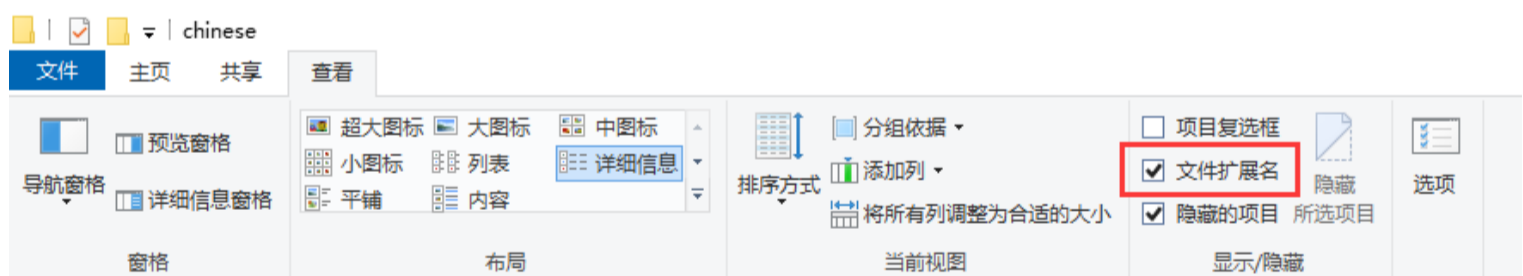 chinese
文件 主页 共享 查看
导航窗格
预览窗格
详细信息窗格
窗格
超大图标 大图标 中图标
小图标 列表 详细信息
平铺 内容
布局
排序方式
分组依据
添加列
将所有列调整为合适的大小
当前视图
项目复选框
文件扩展名
隐藏的项目
隐藏
所选项目
显示/隐藏
选项